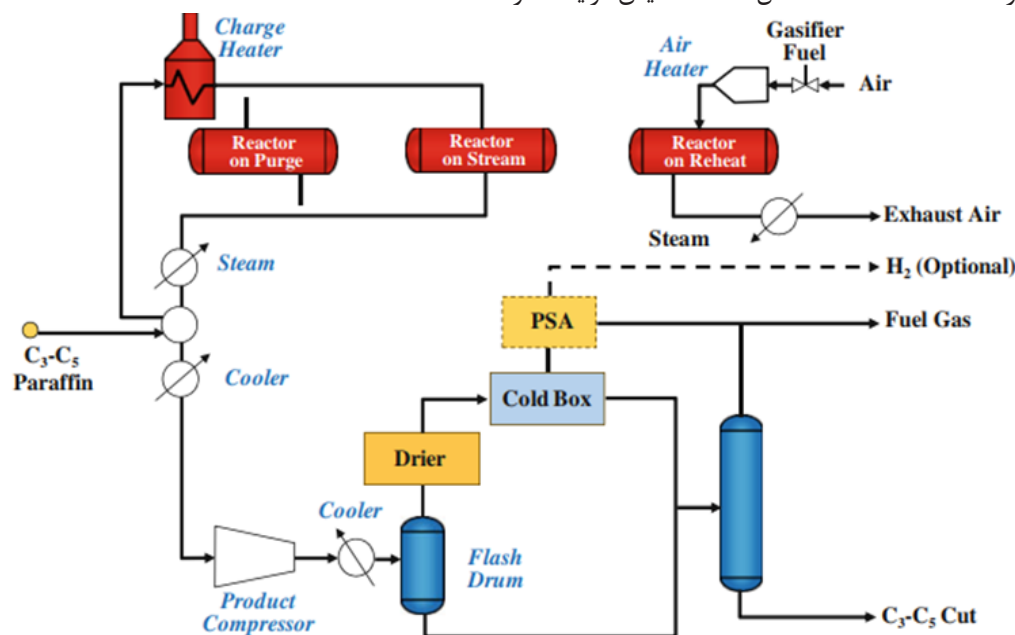 Charge
Heater
Air
Heater
Gasifier
Fuel
Air
Reactor
on Purge
Reactor
on Stream
Reactor
on Reheat
Steam
Exhaust Air
Steam
H₂ (Optional)
PSA
Fuel Gas
C₃-C₅
Paraffin
Cooler
Cold Box
Drier
Cooler
Flash
Drum
Product
Compressor
C₃-C₅ Cut